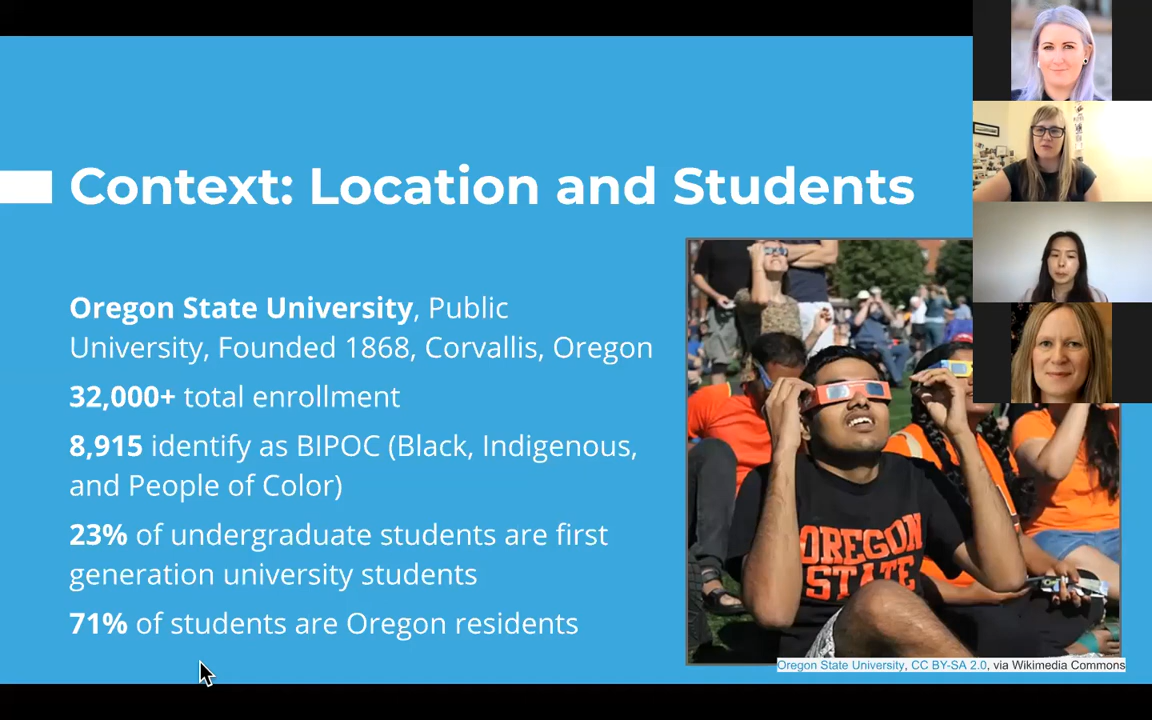 Context: Location and Students
Oregon State University, Public
University, Founded 1868, Corvallis, Oregon
32,000+ total enrollment
8,915 identify as BIPOC (Black, Indigenous,
and People of Color)
23% of undergraduate students are first
generation university students
71% of students are Oregon residents
OREGON
STATE
Oregon State University, CC BY-SA 2.0, via Wikimedia Commons